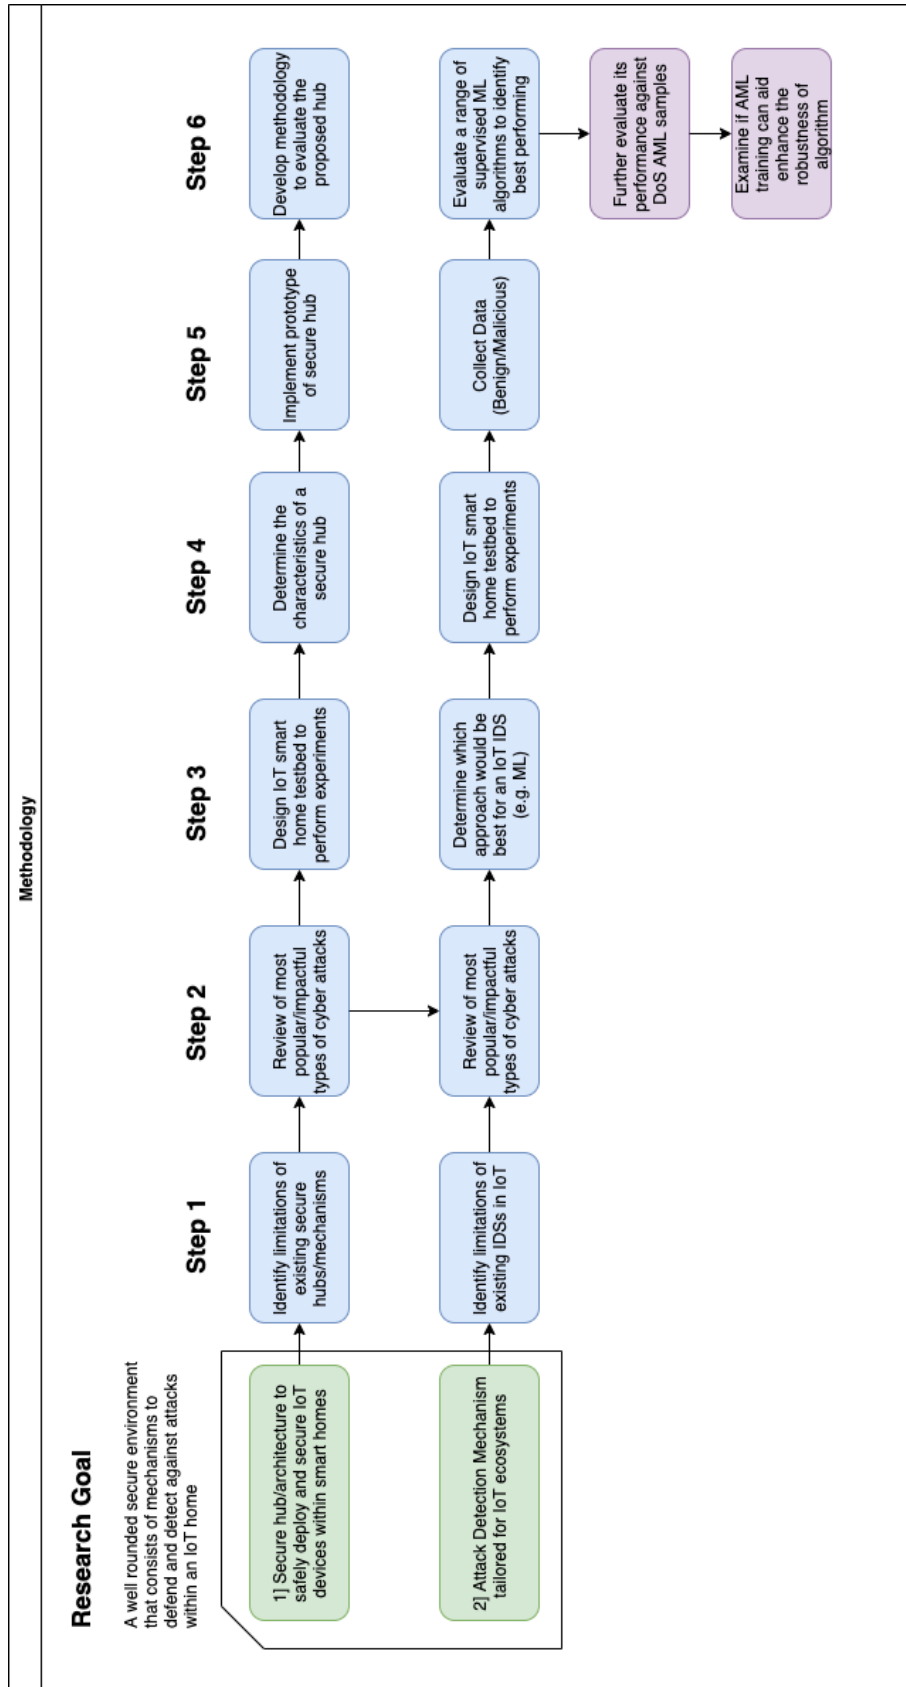 Methodology
Research Goal
A well rounded secure environment
that consists of mechanisms to
defend and detect against attacks
within an IoT home
Step 1
Step 2
Step 3
Step 4
Step 5
Step 6
1] Secure hub/architecture to
safely deploy and secure IoT
devices within smart homes
Identify limitations of
existing secure
hubs/mechanisms
Review of most
popular/impactful
types of cyber attacks
Design IoT smart
home testbed to
perform experiments
Determine the
characteristics of a
secure hub
Implement prototype
of secure hub
Develop methodology
to evaluate the
proposed hub
2] Attack Detection Mechanism
tailored for IoT ecosystems
Identify limitations of
existing IDSs in IoT
Review of most
popular/impactful
types of cyber attacks
Determine which
approach would be
best for an IoT IDS
(e.g. ML)
Design IoT smart
home testbed to
perform experiments
Collect Data
(Benign/Malicious)
Evaluate a range of
supervised ML
algorithms to identify
best performing
Further evaluate its
performance against
DoS AML samples
Examine if AML
training can aid
enhance the
robustness of
algorithm